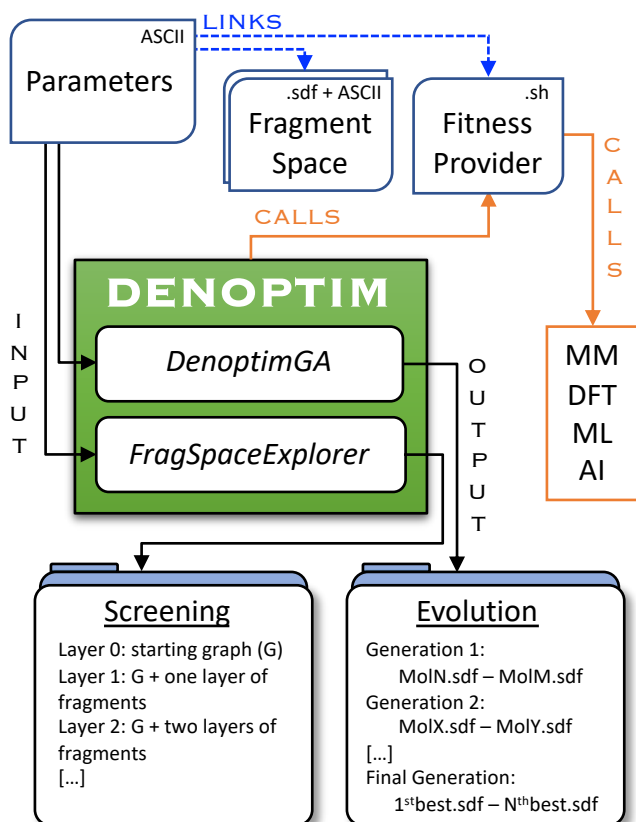 LINKS
ASCII
Parameters
.sdf + ASCII
Fragment
Space
.sh
Fitness
Provider
CALLS
CALLS
DENOPTIM
DenoptimGA
FragSpaceExplorer
INPUT
OUTPUT
MM
DFT
ML
AI
Screening
Layer 0: starting graph (G)
Layer 1: G + one layer of
fragments
Layer 2: G + two layers of
fragments
[…]
Evolution
Generation 1:
MolN.sdf – MolM.sdf
Generation 2:
MolX.sdf – MolY.sdf
[…]
Final Generation:
1stbest.sdf – Nthbest.sdf